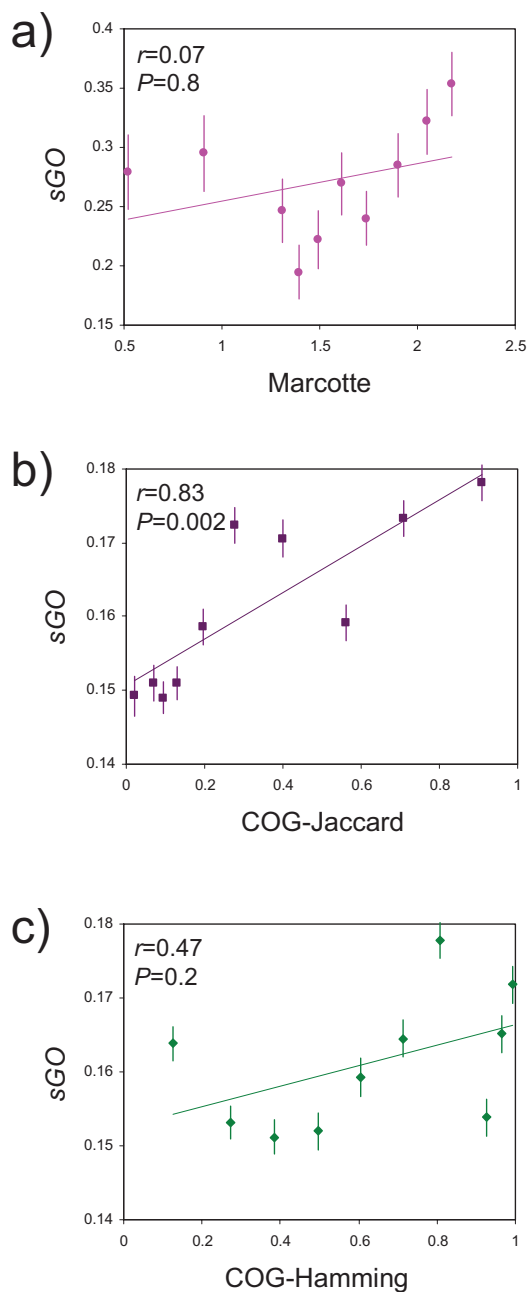 a)
r=0.07
P=0.8
0.4
0.35
0.3
0.25
0.2
0.15
sGO
0.5
1
1.5
2
2.5
Marcotte
b)
r=0.83
P=0.002
0.18
0.17
0.16
0.15
0.14
sGO
0
0.2
0.4
0.6
0.8
1
COG-Jaccard
c)
r=0.47
P=0.2
0.18
0.17
0.16
0.15
0.14
sGO
0
0.2
0.4
0.6
0.8
1
COG-Hamming